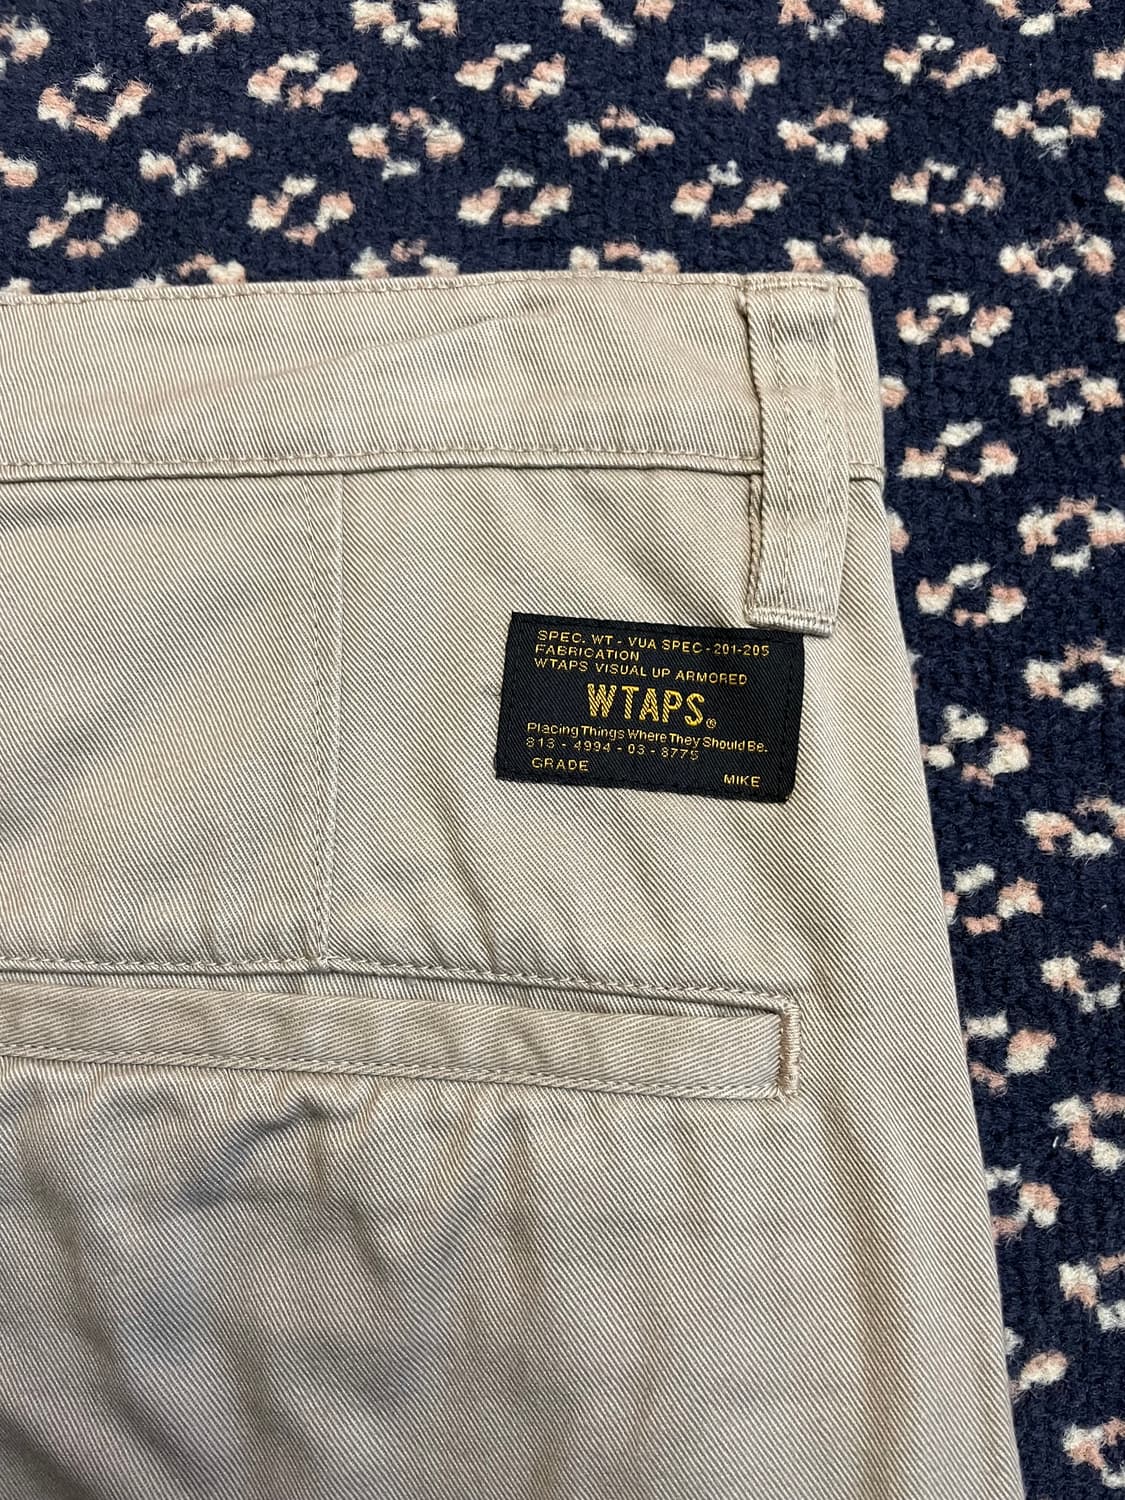 SPEC. WT - VUA SPEC - 201-205
FABRICATION
WTAPS VISUAL UP ARMORED
WTAPS®
Placing Things Where They Should Be.
813 - 4994 - 03 - 8775
GRADE MIKE